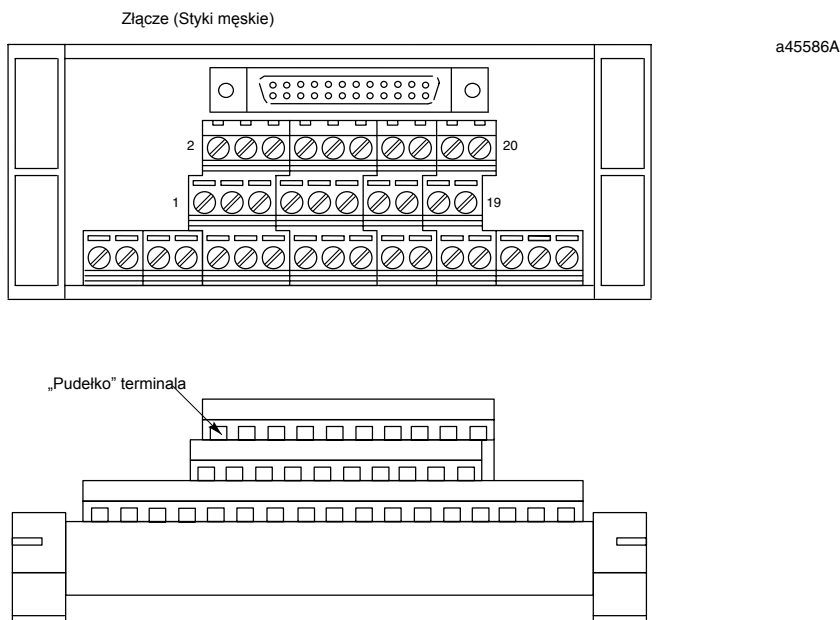 Złącze (Styki męskie)
a45586A
2
20
1
19
„Pudełko” terminala